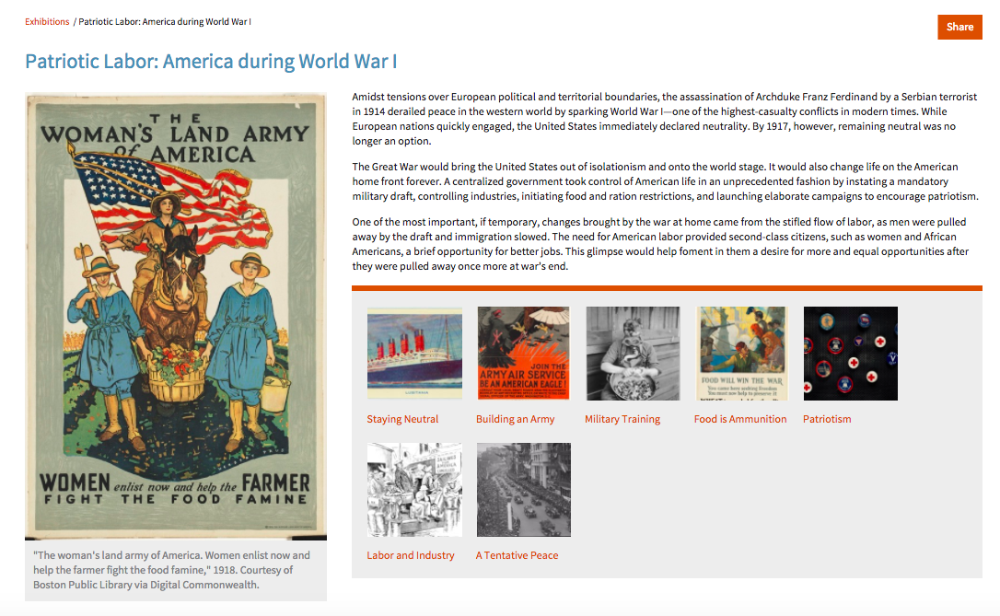 Exhibitions / Patriotic Labor: America during World War I
Share
Patriotic Labor: America during World War I
THE
WOMAN'S LAND ARMY
of AMERICA
WOMEN enlist now and help the FARMER
FIGHT THE FOOD FAMINE
"The woman's land army of America. Women enlist now and
help the farmer fight the food famine," 1918. Courtesy of
Boston Public Library via Digital Commonwealth.
Amidst tensions over European political and territorial boundaries, the assassination of Archduke Franz Ferdinand by a Serbian terrorist
in 1914 derailed peace in the western world by sparking World War I—one of the highest-casualty conflicts in modern times. While
European nations quickly engaged, the United States immediately declared neutrality. By 1917, however, remaining neutral was no
longer an option.
The Great War would bring the United States out of isolationism and onto the world stage. It would also change life on the American
home front forever. A centralized government took control of American life in an unprecedented fashion by instating a mandatory
military draft, controlling industries, initiating food and ration restrictions, and launching elaborate campaigns to encourage patriotism.
One of the most important, if temporary, changes brought by the war at home came from the stifled flow of labor, as men were pulled
away by the draft and immigration slowed. The need for American labor provided second-class citizens, such as women and African
Americans, a brief opportunity for better jobs. This glimpse would help foment in them a desire for more and equal opportunities after
they were pulled away once more at war's end.
LUSITANIA
JOIN THE
ARMY AIR SERVICE
BE AN AMERICAN EAGLE!
FOOD WILL WIN THE WAR
You came here seeking Freedom
You must now help to preserve it
Staying Neutral
Building an Army
Military Training
Food is Ammunition
Patriotism
Labor and Industry
A Tentative Peace